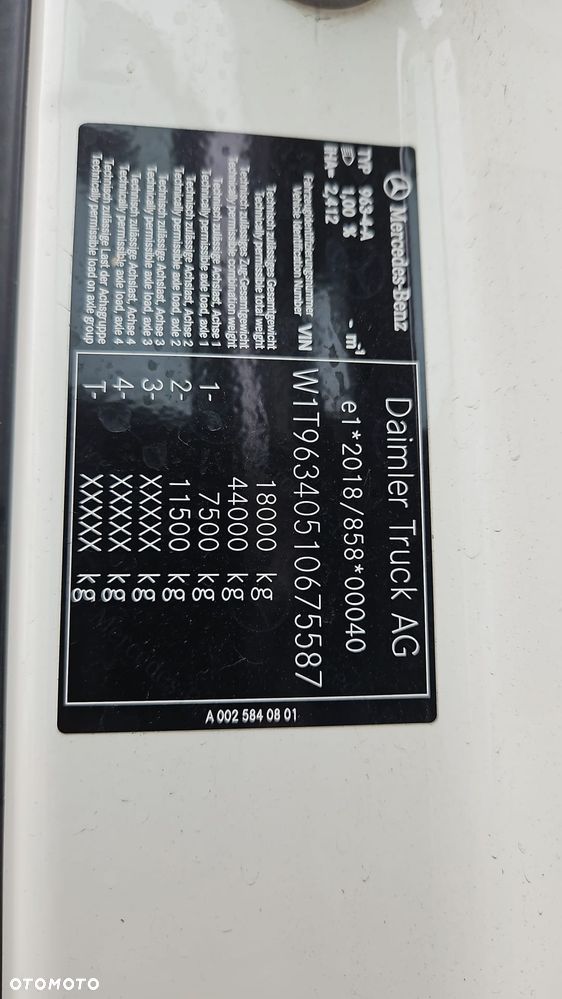 Mercedes-Benz
Daimler Truck AG
TYP 963-4-A
e1*2018/858*00040
1,00 % - m-¹
RHA- 2,412
Fahrzeugidentifizierungsnummer
Vehicle Identification Number VIN W1T96340510675587
Technisch zulässiges Gesamtgewicht
Technically permissible total weight 18000 kg
Technisch zulässiges Zug-Gesamtgewicht
Technically permissible combination weight 44000 kg
Technisch zulässige Achslast, Achse 1
Technically permissible axle load, axle 1 1- 7500 kg
Technisch zulässige Achslast, Achse 2
Technically permissible axle load, axle 2 2- 11500 kg
Technisch zulässige Achslast, Achse 3
Technically permissible axle load, axle 3 3- XXXXX kg
Technisch zulässige Achslast, Achse 4
Technically permissible axle load, axle 4 4- XXXXX kg
Technisch zulässige Last der Achsgruppe
Technically permissible load on axle group T- XXXXX kg
A 002 584 08 01
OTOMOTO